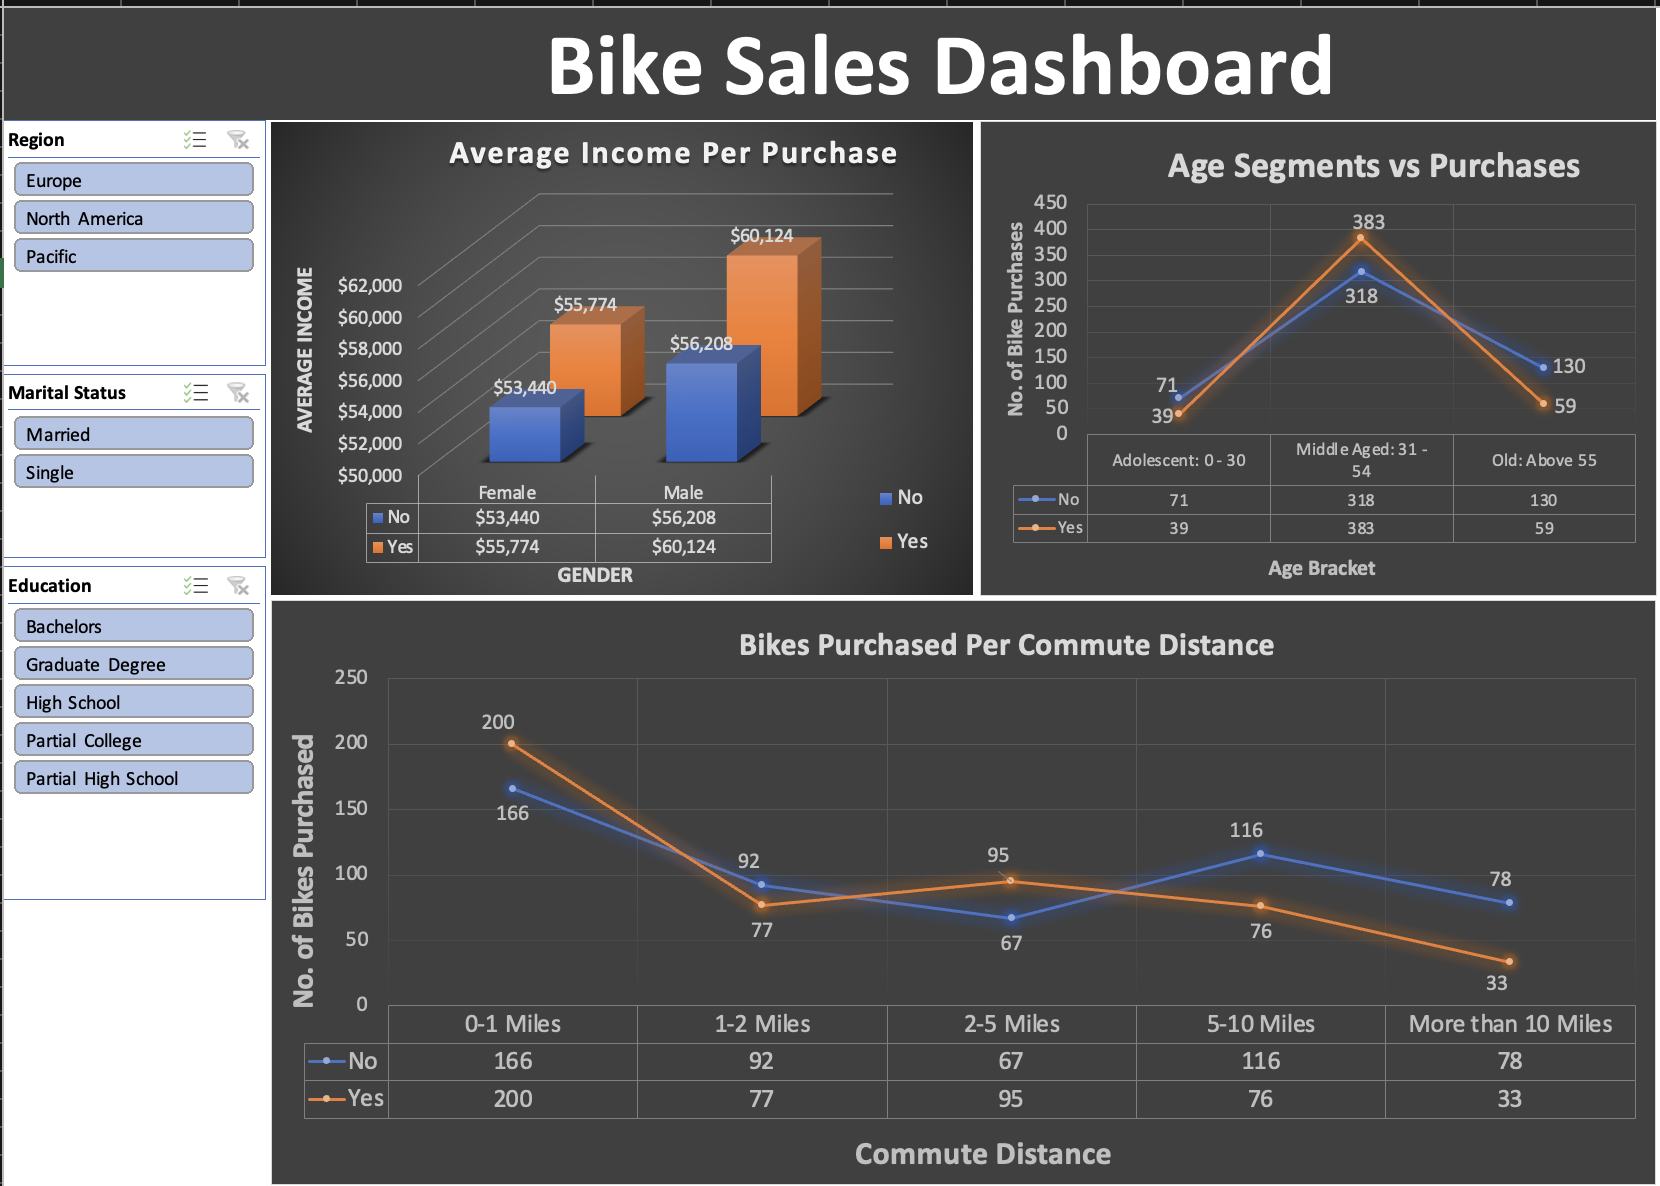 Bike Sales Dashboard
Region
Europe
North America
Pacific
Marital Status
Married
Single
Education
Bachelors
Graduate Degree
High School
Partial College
Partial High School
Average Income Per Purchase
AVERAGE INCOME
$62,000
$60,000
$58,000
$56,000
$54,000
$52,000
$50,000
$60,124
$55,774
$56,208
$53,440
Female Male
No $53,440 $56,208
Yes $55,774 $60,124
GENDER
No
Yes
Age Segments vs Purchases
No. of Bike Purchases
450
400
350
300
250
200
150
100
50
0
383
318
71
39
130
59
Adolescent: 0 - 30
Middle Aged: 31 -
54
Old: Above 55
No 71 318 130
Yes 39 383 59
Age Bracket
Bikes Purchased Per Commute Distance
No. of Bikes Purchased
250
200
150
100
50
0
200
166
92
77
95
67
116
76
78
33
0-1 Miles 1-2 Miles 2-5 Miles 5-10 Miles More than 10 Miles
No 166 92 67 116 78
Yes 200 77 95 76 33
Commute Distance